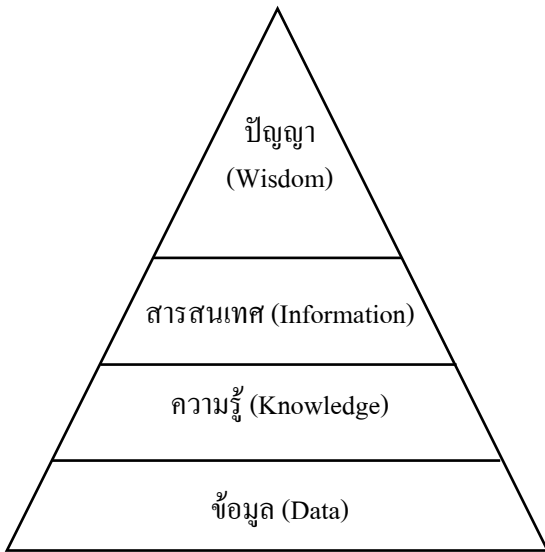 ปัญญา
(Wisdom)
สารสนเทศ (Information)
ความรู้ (Knowledge)
ข้อมูล (Data)